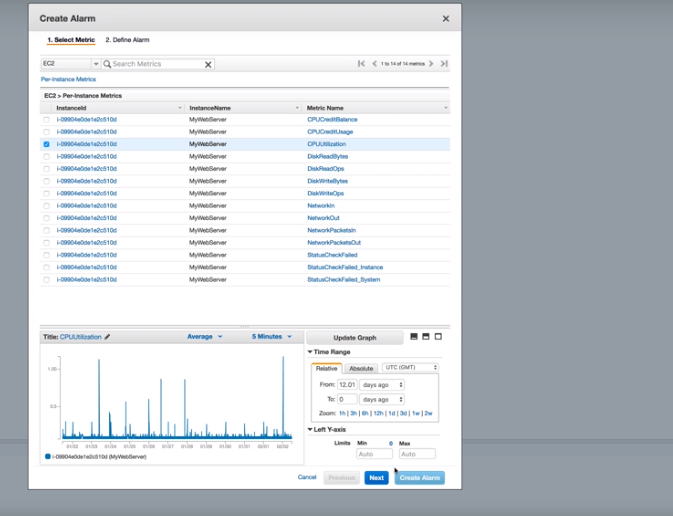 Create Alarm
1. Select Metric 2. Define Alarm
EC2 Search Metrics 1 to 14 of 14 metrics
Per-Instance Metrics
EC2 > Per-Instance Metrics
InstanceId InstanceName Metric Name
i-09904e0de1e2c510d MyWebServer CPUCreditBalance
i-09904e0de1e2c510d MyWebServer CPUCreditUsage
i-09904e0de1e2c510d MyWebServer CPUUtilization
i-09904e0de1e2c510d MyWebServer DiskReadBytes
i-09904e0de1e2c510d MyWebServer DiskReadOps
i-09904e0de1e2c510d MyWebServer DiskWriteBytes
i-09904e0de1e2c510d MyWebServer DiskWriteOps
i-09904e0de1e2c510d MyWebServer NetworkIn
i-09904e0de1e2c510d MyWebServer NetworkOut
i-09904e0de1e2c510d MyWebServer NetworkPacketsIn
i-09904e0de1e2c510d MyWebServer NetworkPacketsOut
i-09904e0de1e2c510d MyWebServer StatusCheckFailed
i-09904e0de1e2c510d MyWebServer StatusCheckFailed_Instance
i-09904e0de1e2c510d MyWebServer StatusCheckFailed_System
Title: CPUUtilization Average 5 Minutes Update Graph
Time Range
Relative Absolute UTC (GMT)
From: 12.01 days ago
To: 0 days ago
Zoom: 1h | 3h | 6h | 12h | 1d | 3d | 1w | 2w
Left Y-axis
Limits Min 0 Max
Auto Auto
i-09904e0de1e2c510d (MyWebServer)
Cancel Previous Next Create Alarm